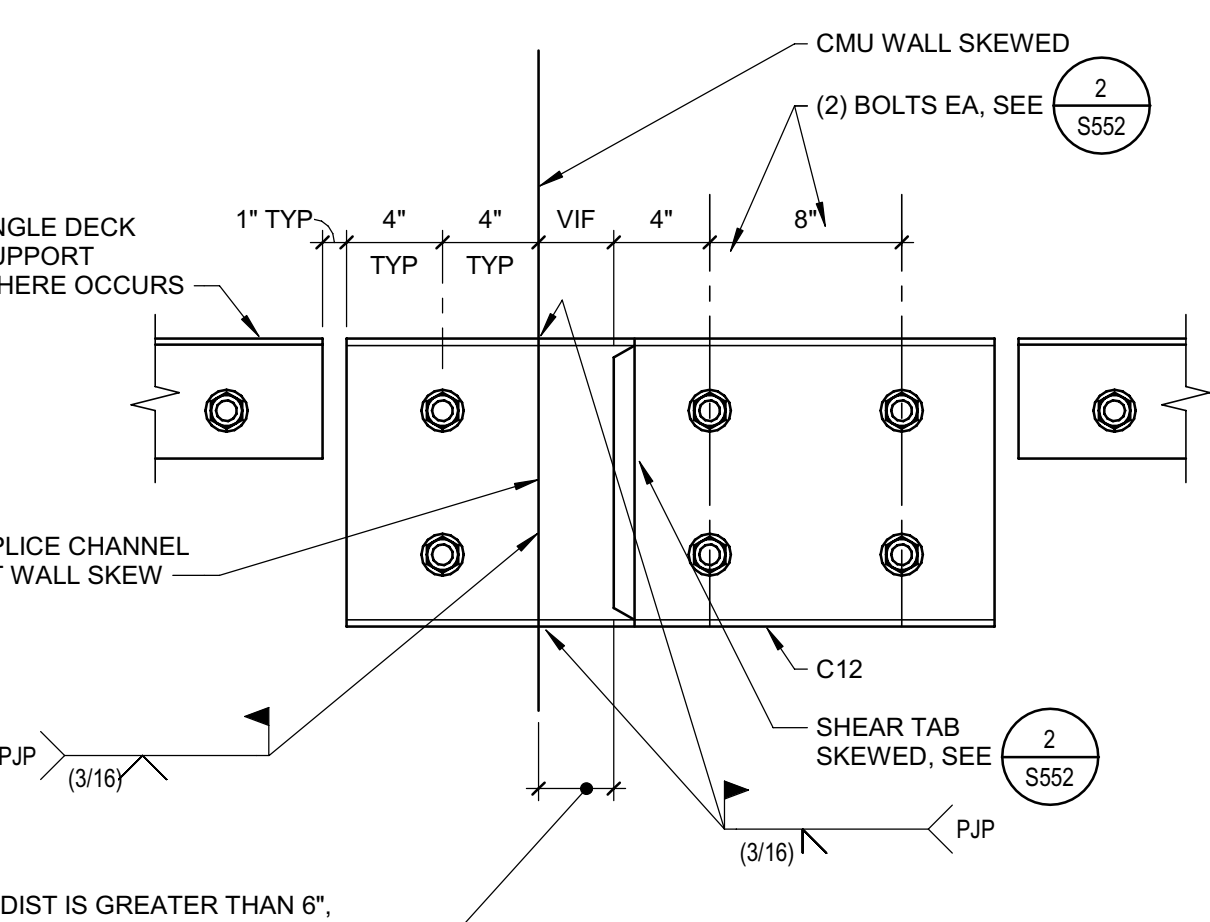 CMU WALL SKEWED
(2) BOLTS EA, SEE
2
S552
1" TYP
4"
TYP
4"
TYP
VIF
4"
8"
NGLE DECK
UPPORT
HERE OCCURS
PLICE CHANNEL
T WALL SKEW
C12
SHEAR TAB
SKEWED, SEE
2
S552
PJP
(3/16)
(3/16)
PJP
DIST IS GREATER THAN 6",